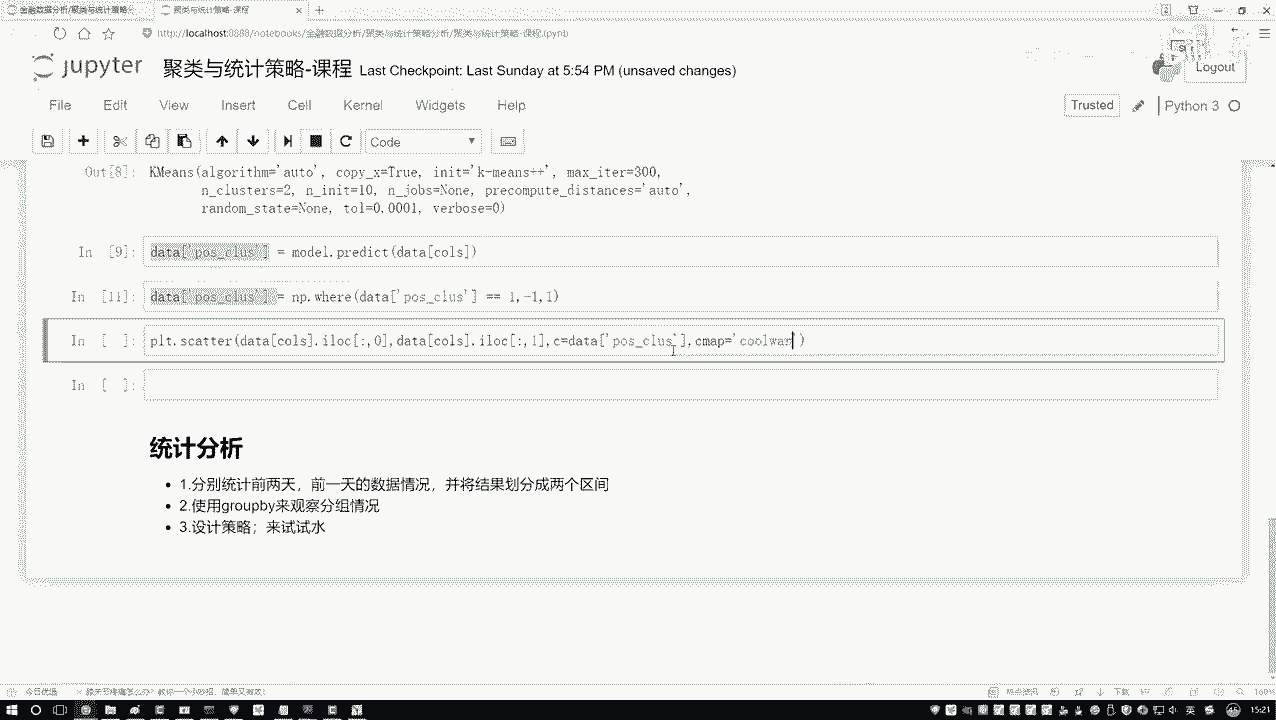 金融数据分析/聚类与统计策略分
聚类与统计策略-课程
http://localhost:8888/notebooks/金融数据分析/聚类与统计策略分析/聚类与统计策略-课程.ipynb
jupyter 聚类与统计策略-课程 Last Checkpoint: Last Sunday at 5:54 PM (unsaved changes)
Logout
File Edit View Insert Cell Kernel Widgets Help
Trusted Python 3
Code
Out[8]: KMeans(algorithm='auto', copy_x=True, init='k-means++', max_iter=300,
n_clusters=2, n_init=10, n_jobs=None, precompute_distances='auto',
random_state=None, tol=0.0001, verbose=0)
In [9]: data['pos_clus'] = model.predict(data[cols])
In [11]: data['pos_clus'] = np.where(data['pos_clus'] == 1,-1,1)
In [ ]: plt.scatter(data[cols].iloc[:,0],data[cols].iloc[:,1],c=data['pos_clus'],cmap='coolwar')
In [ ]:
统计分析
1.分别统计前两天，前一天的数据情况，并将结果划分成两个区间
2.使用groupby来观察分组情况
3.设计策略；来试试水
今日优选
热点资讯
下载
160%
英
15:21